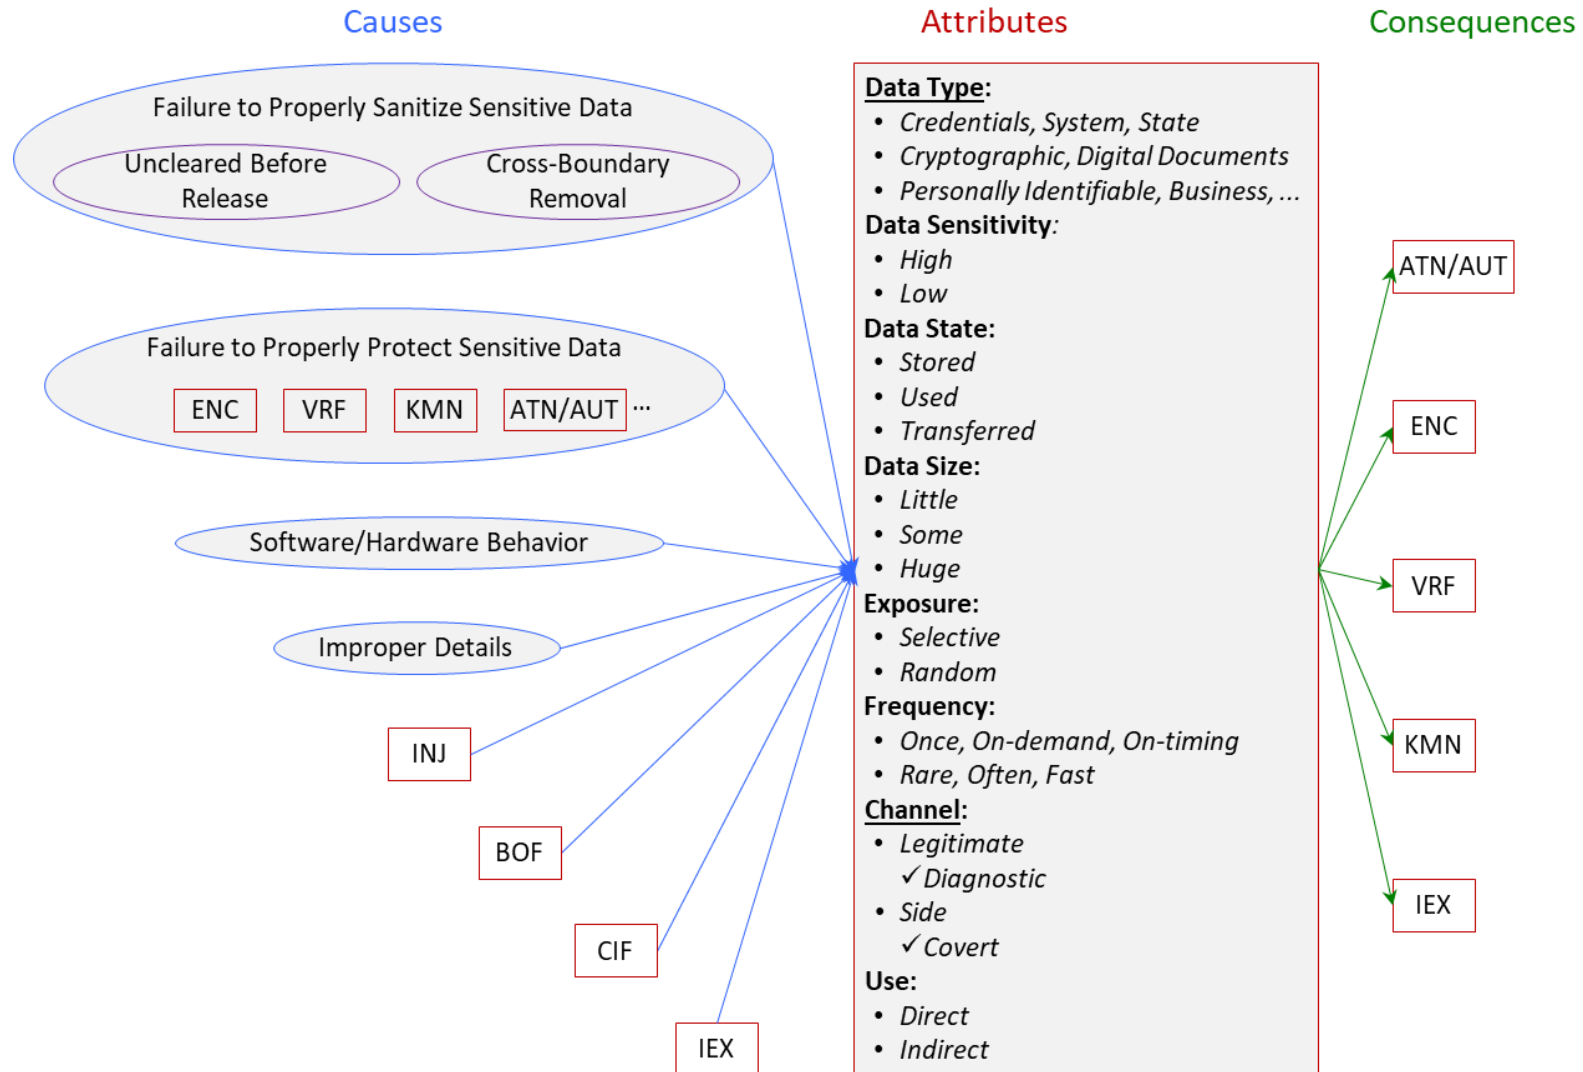 Causes
Attributes
Consequences
Failure to Properly Sanitize Sensitive Data
Uncleared Before
Release
Cross-Boundary
Removal
Failure to Properly Protect Sensitive Data
ENC
VRF
KMN
ATN/AUT ...
Software/Hardware Behavior
Improper Details
INJ
BOF
CIF
IEX
Data Type:
• Credentials, System, State
• Cryptographic, Digital Documents
• Personally Identifiable, Business, ...
Data Sensitivity:
• High
• Low
Data State:
• Stored
• Used
• Transferred
Data Size:
• Little
• Some
• Huge
Exposure:
• Selective
• Random
Frequency:
• Once, On-demand, On-timing
• Rare, Often, Fast
Channel:
• Legitimate
✓ Diagnostic
• Side
✓ Covert
Use:
• Direct
• Indirect
ATN/AUT
ENC
VRF
KMN
IEX